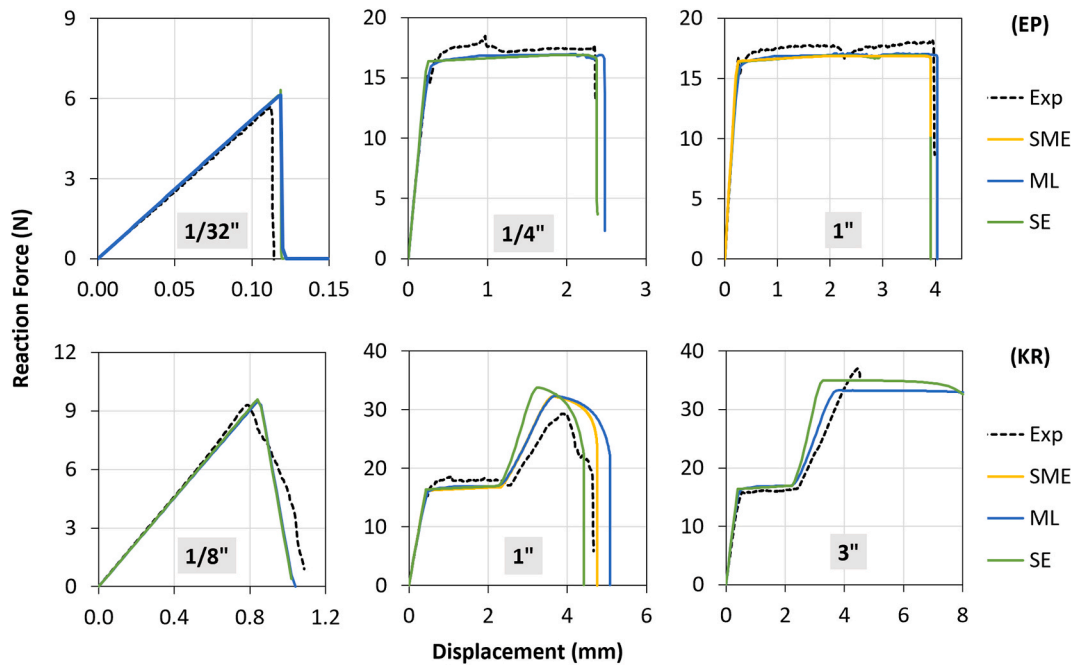 Reaction Force (N)
9
6
3
0
0.00 0.05 0.10 0.15
1/32"
20
15
10
5
0
0 1 2 3
1/4"
20
15
10
5
0
0 1 2 3 4
1"
(EP)
Exp
SME
ML
SE
12
9
6
3
0
0.0 0.4 0.8 1.2
1/8"
40
30
20
10
0
0 2 4 6
1"
40
30
20
10
0
0 2 4 6 8
3"
(KR)
Exp
SME
ML
SE
Displacement (mm)